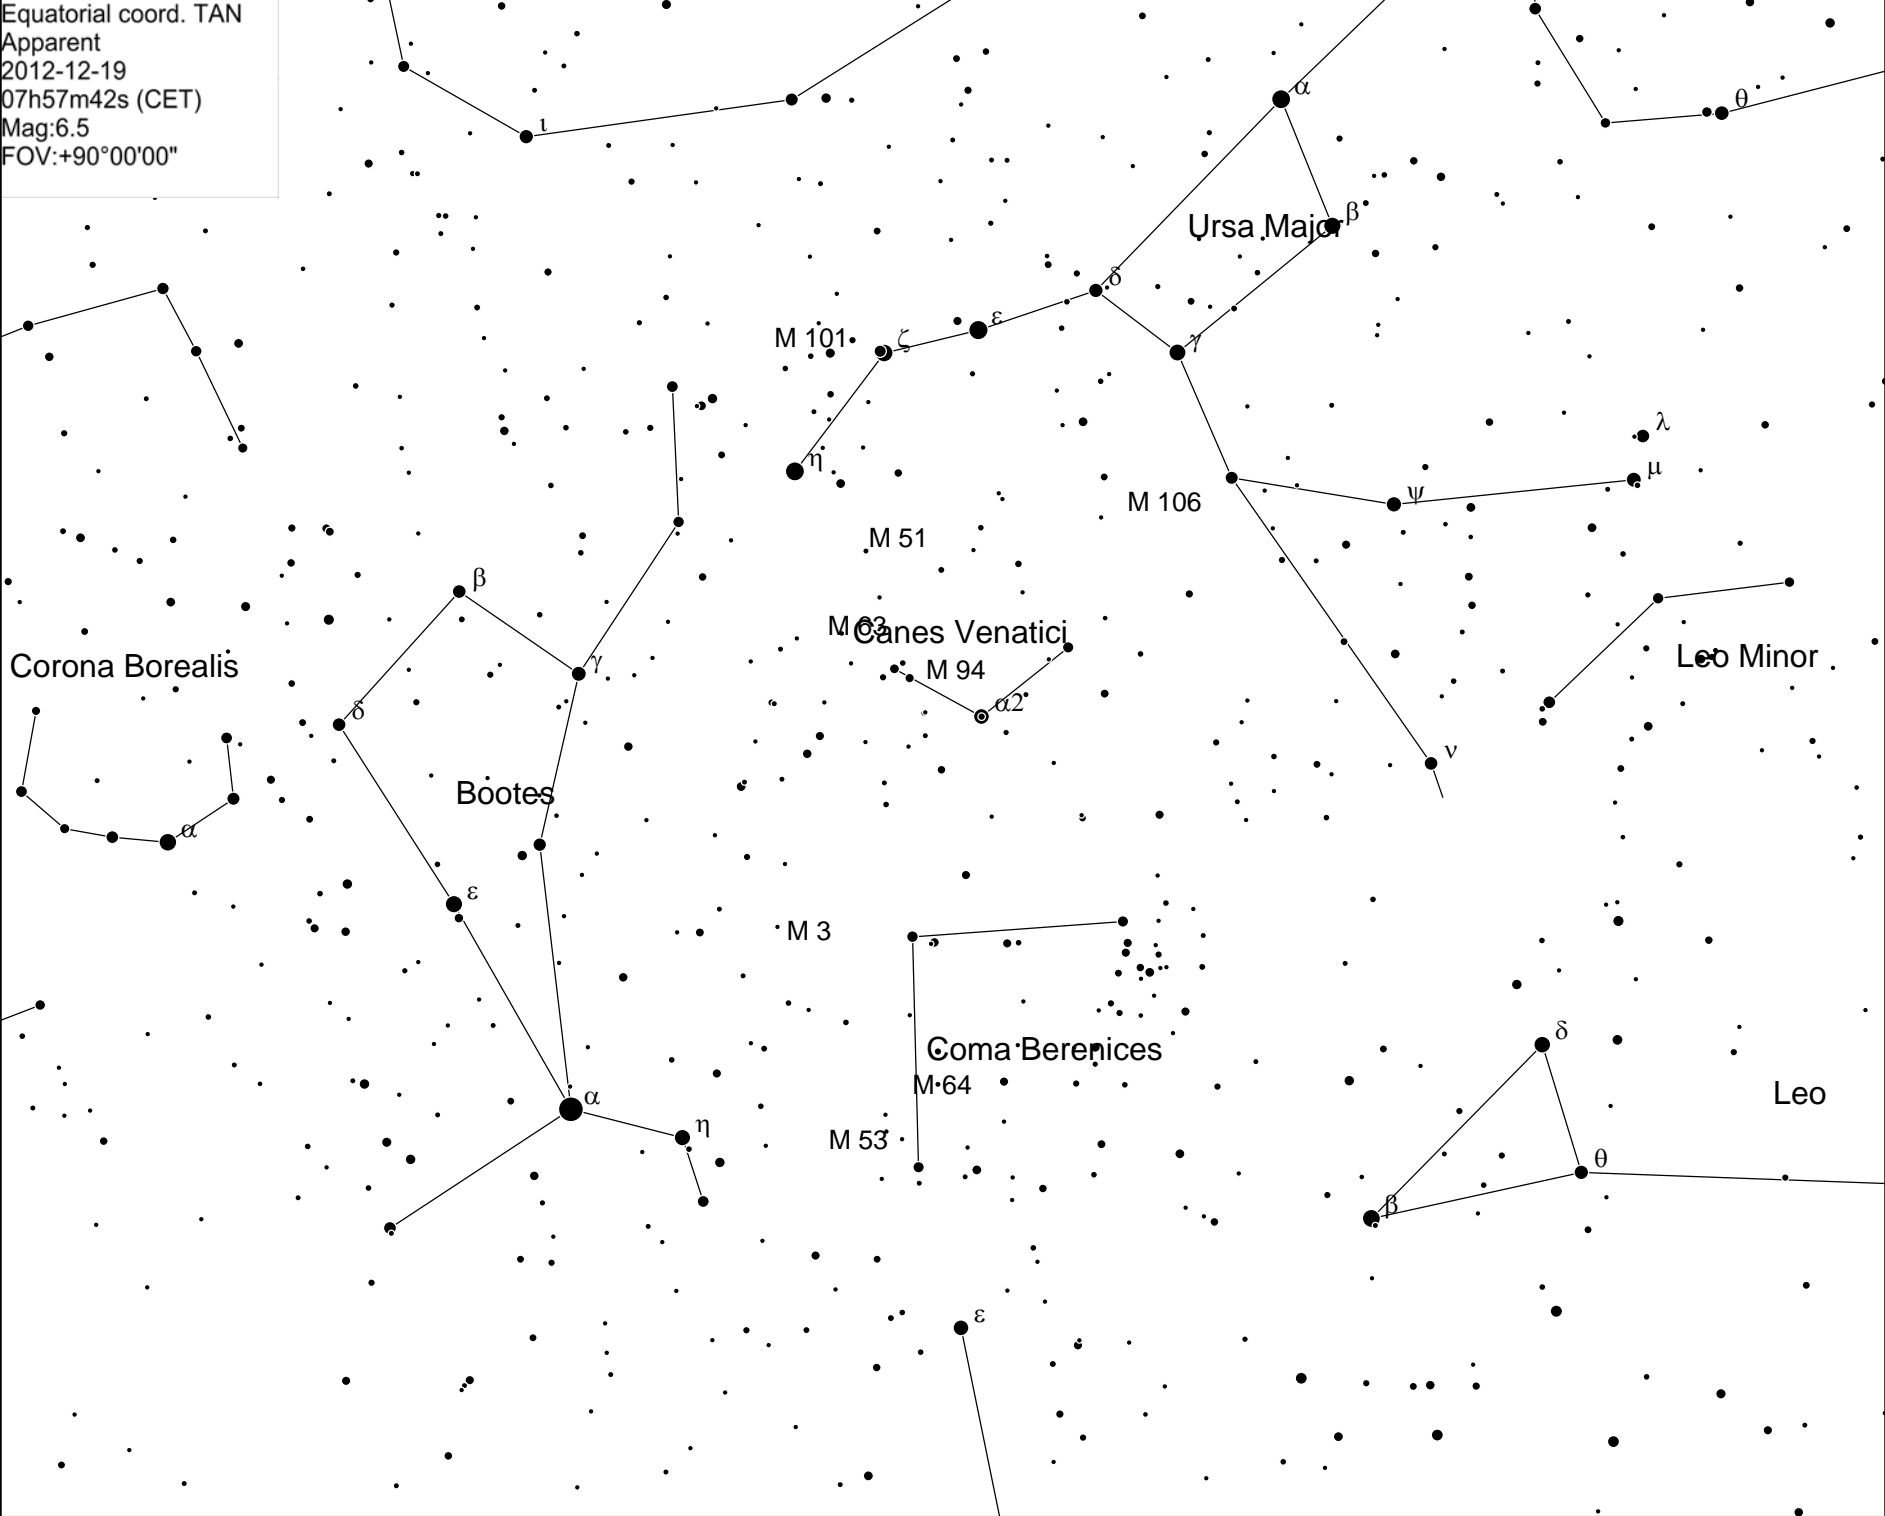 Equatorial coord. TAN
Apparent
2012-12-19
07h57m42s (CET)
Mag:6.5
FOV:+90°00'00"
α
θ
ι
β
Ursa Major
δ
ε
M 101
ζ
γ
λ
η
μ
ψ
M 106
M 51
β
M 63
Canes Venatici
Leo Minor
Corona Borealis
γ
M 94
δ
α2
ν
Bootes
α
ε
M 3
δ
Coma Berenices
M 64
Leo
α
η
M 53
θ
β
ε